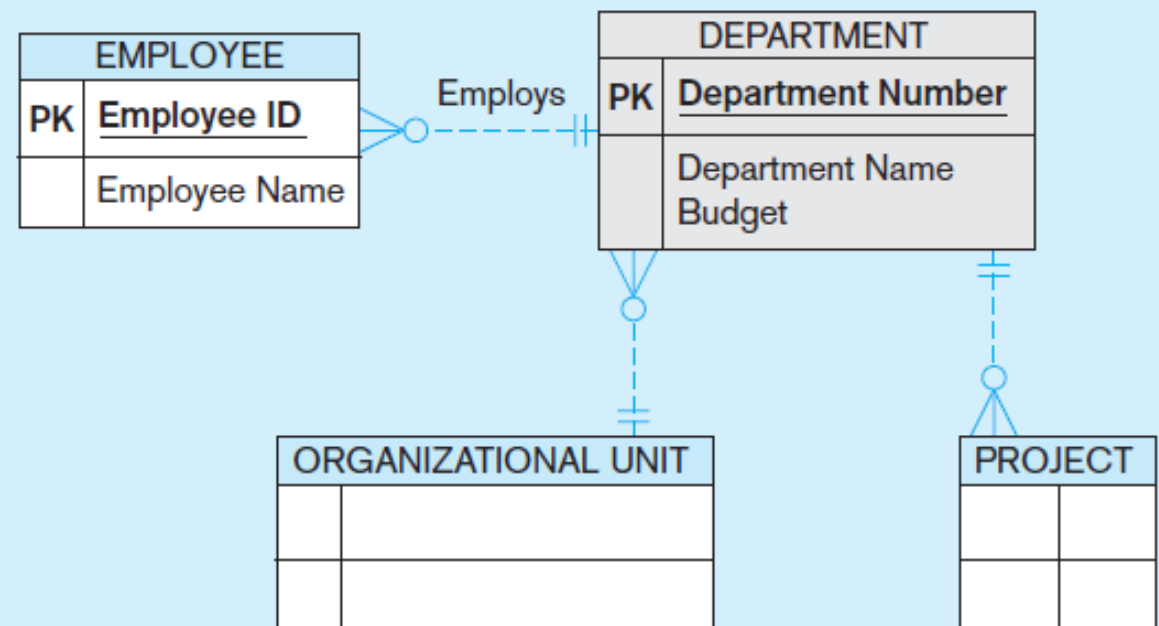 EMPLOYEE
PK Employee ID
Employee Name
Employs
DEPARTMENT
PK Department Number
Department Name
Budget
ORGANIZATIONAL UNIT
PROJECT